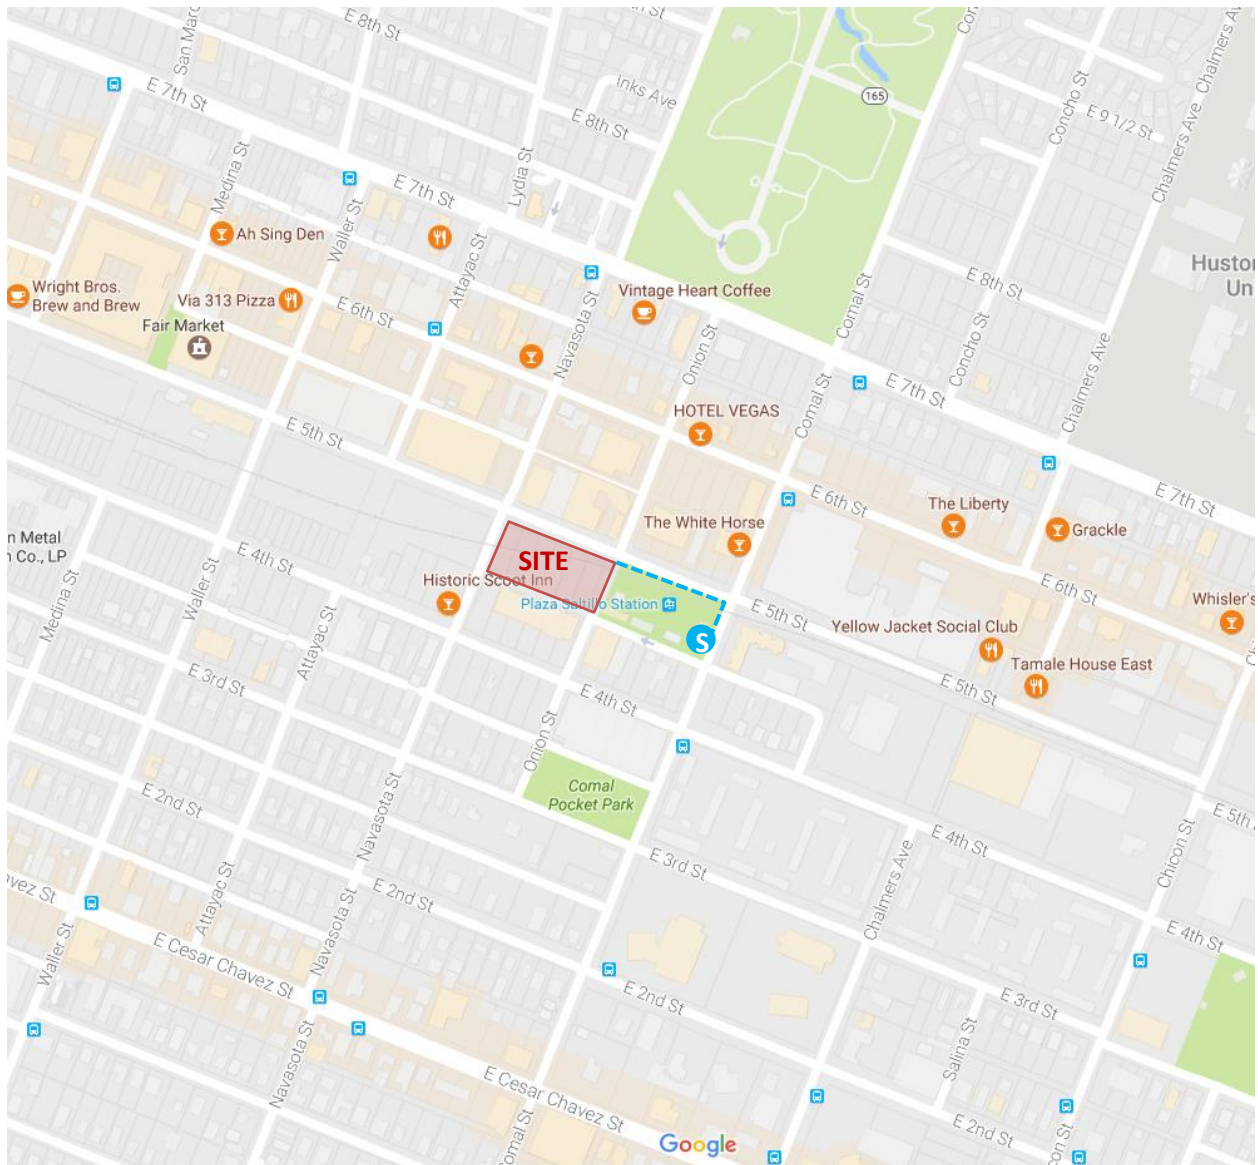 San Marc
E 8th St
Com
Chalmers Av
E 7th St
Inks Ave
165
Concho St
E 9 1/2 St
Chalmers Ave
E 8th St
Medina St
Lydia St
E 7th St
Waller St
Ah Sing Den
Attayac St
Wright Bros.
Brew and Brew
Via 313 Pizza
Fair Market
E 6th St
Navasota St
Vintage Heart Coffee
Onion St
Comal St
E 8th St
Concho St
Husto
Un
Chalmers Ave
E 7th St
HOTEL VEGAS
Comal St
E 5th St
E 6th St
The Liberty
E 7th St
The White Horse
Grackle
n Metal
n Co., LP
E 4th St
SITE
Historic Scoot Inn
Plaza Saltillo Station
S
E 5th St
E 6th St
Whisler's
Yellow Jacket Social Club
Tamale House East
Ch
Medina St
Waller St
Attayac St
E 3rd St
E 4th St
E 5th St
Onion St
Comal
Pocket Park
E 2nd St
Navasota St
E 5th
E 4th St
E 3rd St
Chicon St
Chalmers Ave
avez St
E 2nd St
Attayac St
E Cesar Chavez St
Navasota St
Waller St
E 4th St
E 2nd St
E 3rd St
Salina St
Navasota St
E Cesar Chavez St
Comal St
Google
E 2nd St
con St